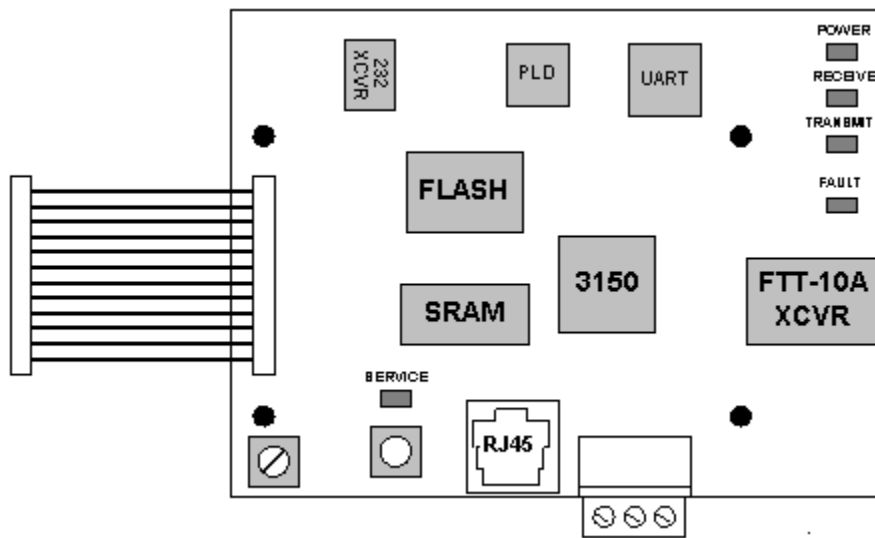 POWER
232
XCVR
PLD
UART
RECEIVE
TRANSMIT
FAULT
FLASH
3150
FTT-10A
XCVR
SRAM
SERVICE
RJ45